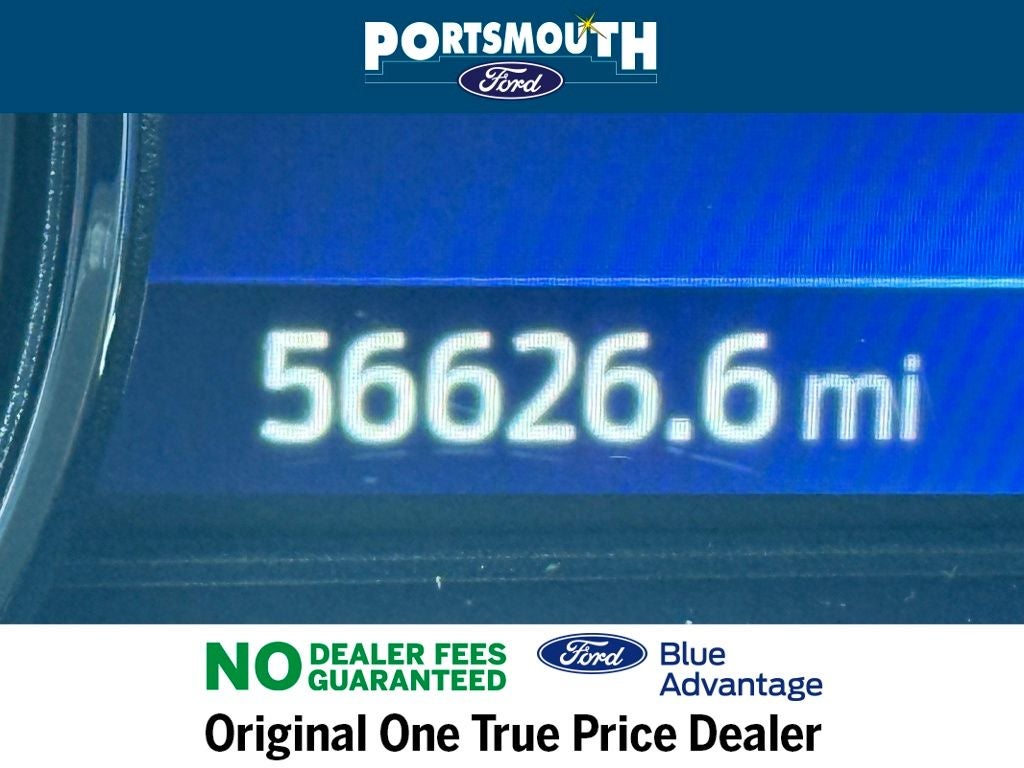 PORTSMOUTH
Ford
56626.6 mi
NO DEALER FEES
GUARANTEED
Ford Blue
Advantage
Original One True Price Dealer